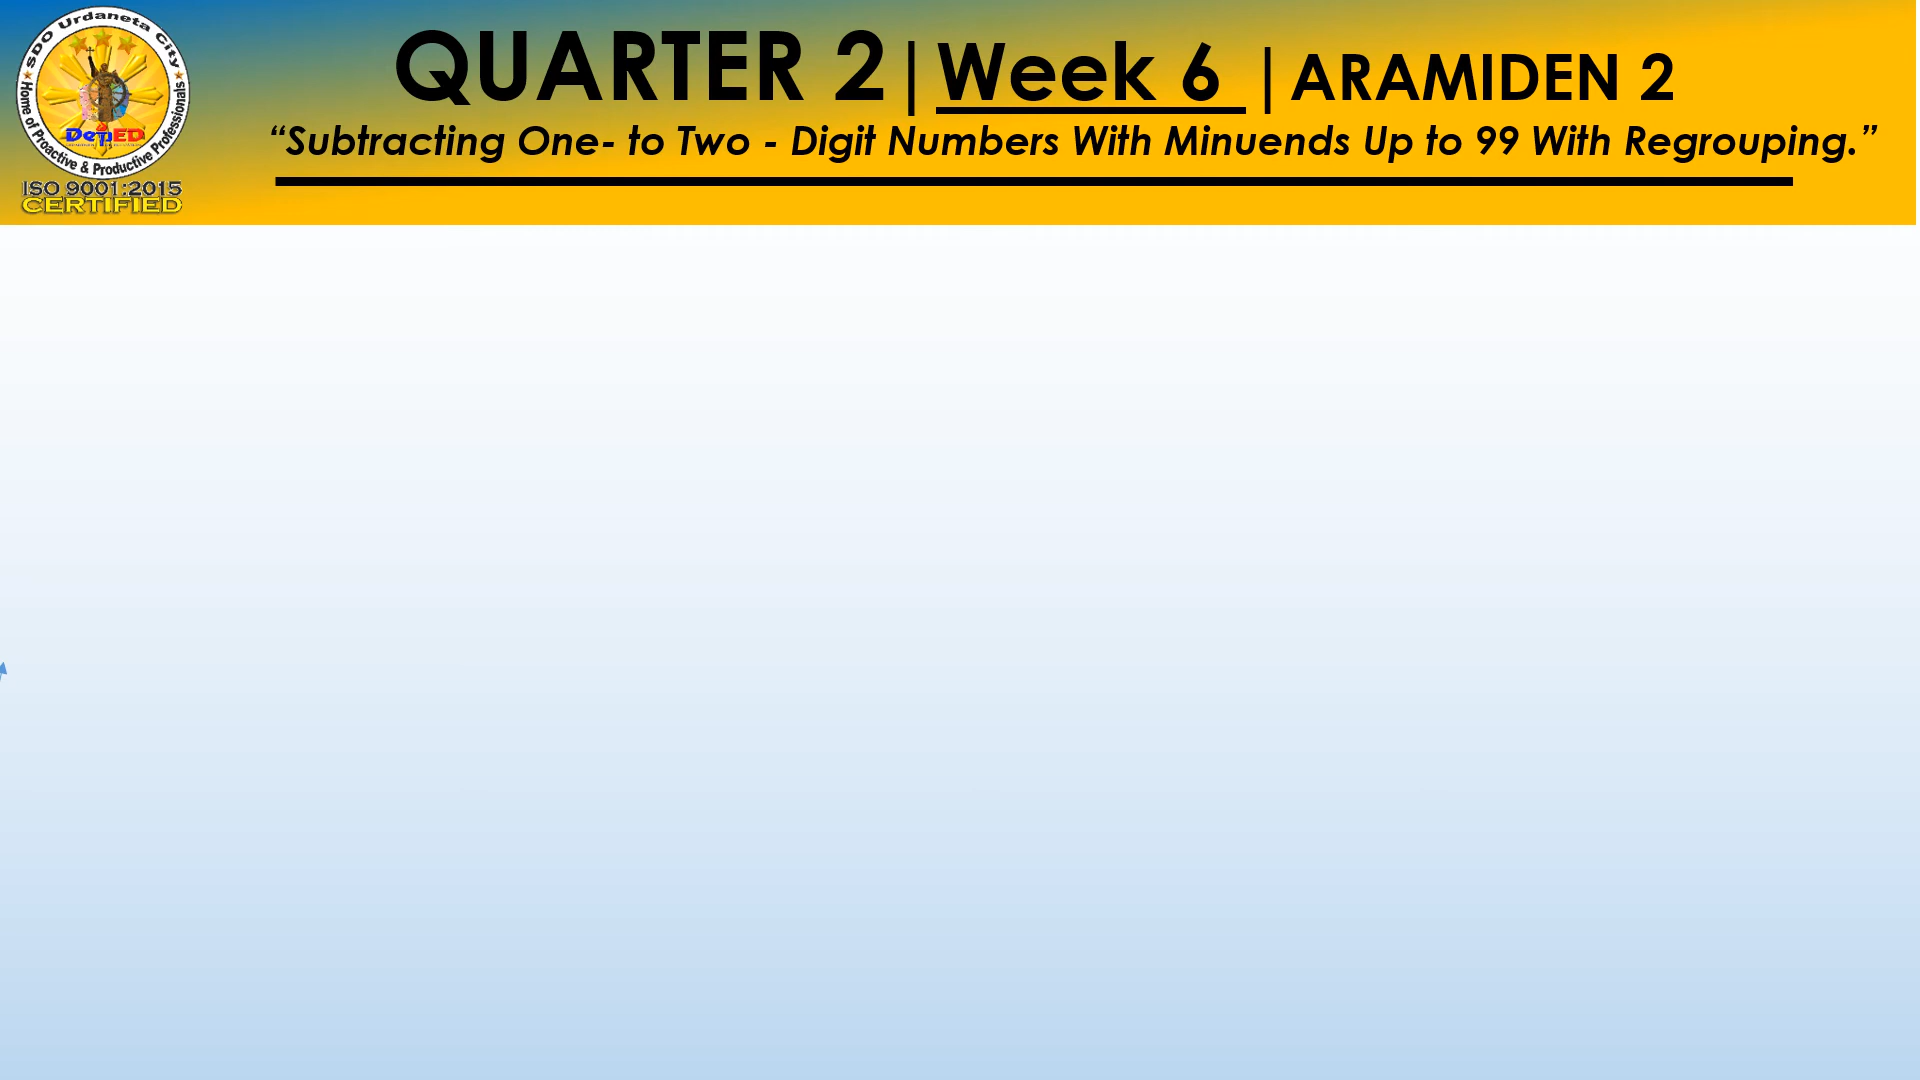 SDO Urdaneta City
Home of Proactive & Productive Professionals
DepED
ISO 9001:2015
CERTIFIED
QUARTER 2|Week 6 |ARAMIDEN 2
“Subtracting One- to Two - Digit Numbers With Minuends Up to 99 With Regrouping.”